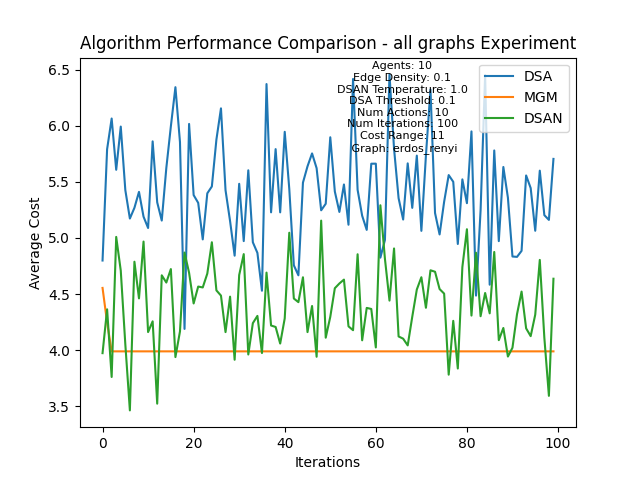 Algorithm Performance Comparison - all graphs Experiment
Agents: 10
Edge Density: 0.1
DSAN Temperature: 1.0
DSA Threshold: 0.1
Num Actions: 10
Num Iterations: 100
Cost Range: 11
Graph: erdos_renyi
DSA
MGM
DSAN
Average Cost
6.5
6.0
5.5
5.0
4.5
4.0
3.5
0 20 40 60 80 100
Iterations